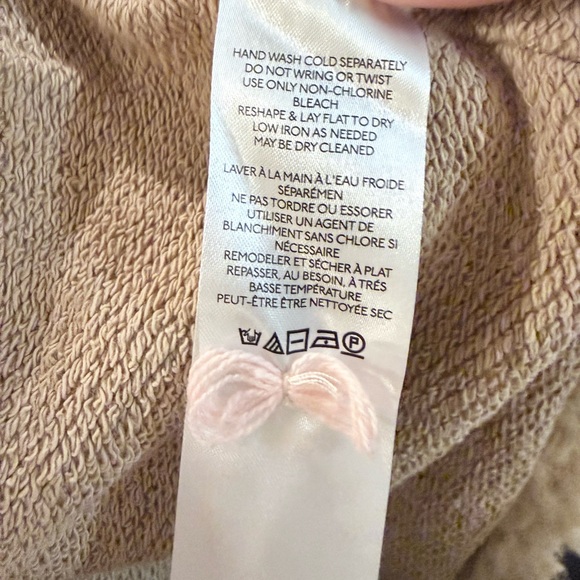 HAND WASH COLD SEPARATELY
DO NOT WRING OR TWIST
USE ONLY NON-CHLORINE
BLEACH
RESHAPE & LAY FLAT TO DRY
LOW IRON AS NEEDED
MAY BE DRY CLEANED
LAVER À LA MAIN À L'EAU FROIDE
SÉPARÉMEN
NE PAS TORDRE OU ESSORER
UTILISER UN AGENT DE
BLANCHIMENT SANS CHLORE SI
NÉCESSAIRE
REMODELER ET SÉCHER À PLAT
REPASSER, AU BESOIN, À TRÉS
BASSE TEMPÉRATURE
PEUT-ÊTRE ÊTRE NETTOYÉE SEC
P